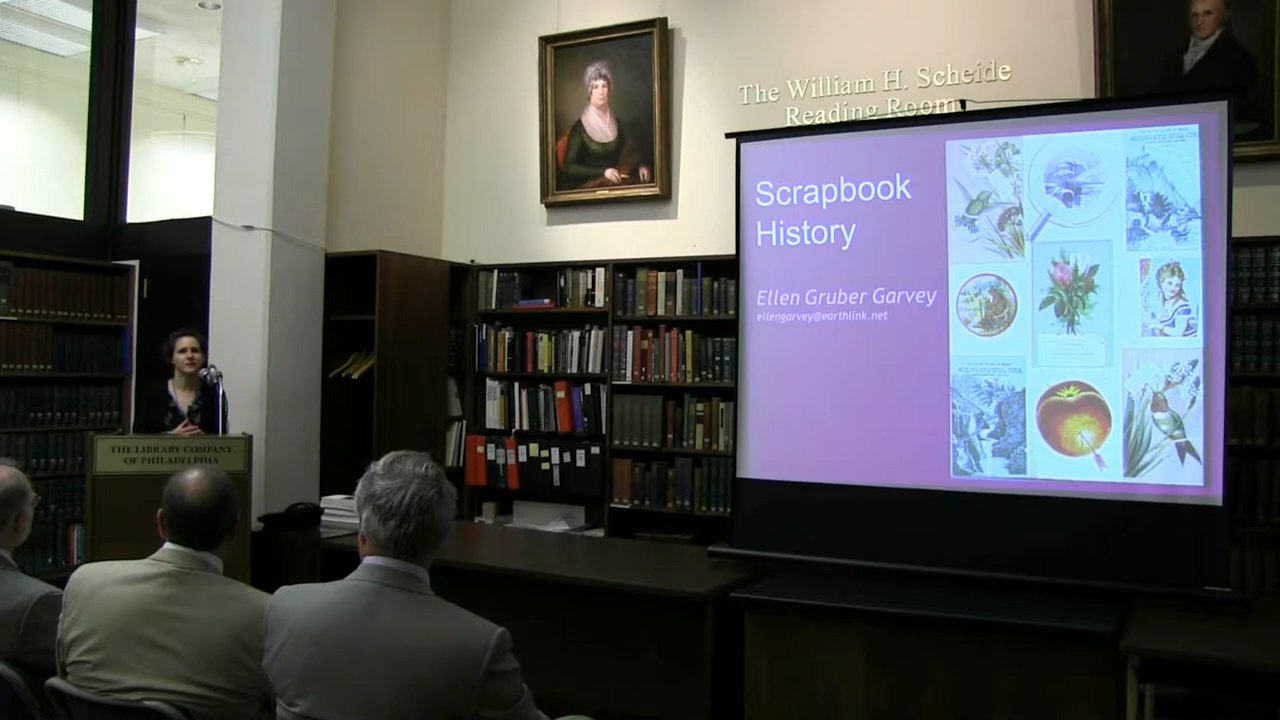 The William H. Scheide
Reading Room
Scrapbook
History
Ellen Gruber Garvey
ellengarvey@earthlink.net
THE LIBRARY COMPANY
OF PHILADELPHIA